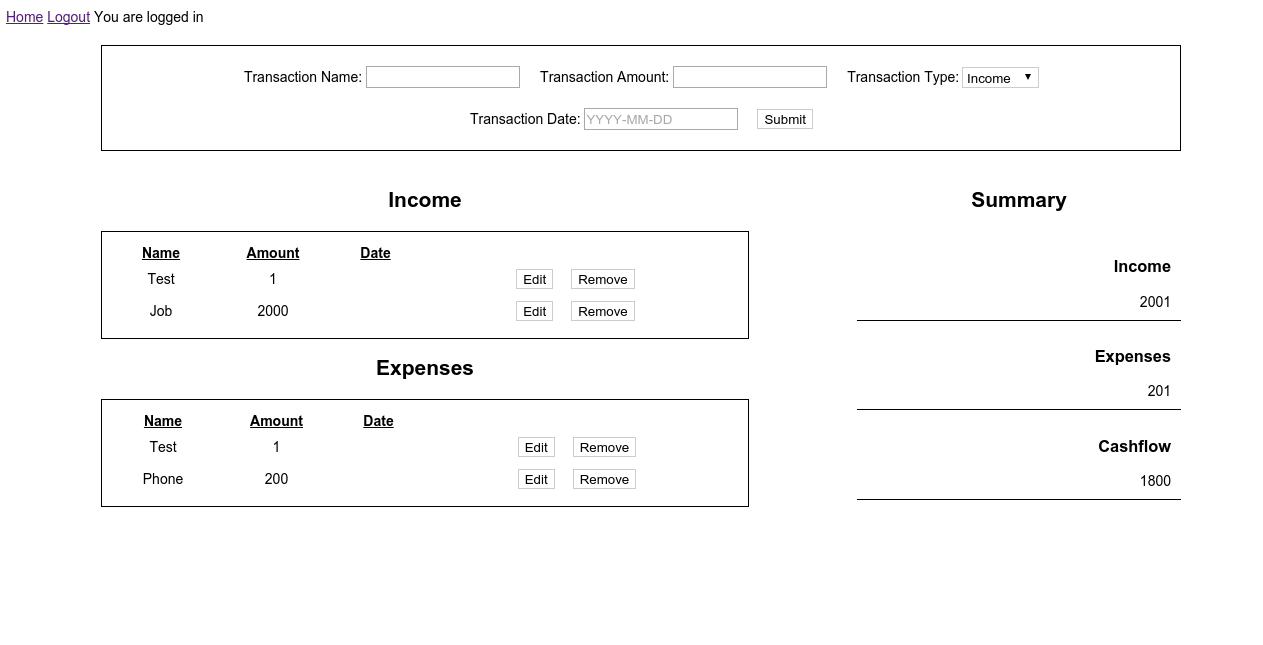 Home Logout You are logged in
Transaction Name: Transaction Amount: Transaction Type: Income
Transaction Date: YYYY-MM-DD Submit
Income
Name Amount Date
Test 1 Edit Remove
Job 2000 Edit Remove
Expenses
Name Amount Date
Test 1 Edit Remove
Phone 200 Edit Remove
Summary
Income
2001
Expenses
201
Cashflow
1800